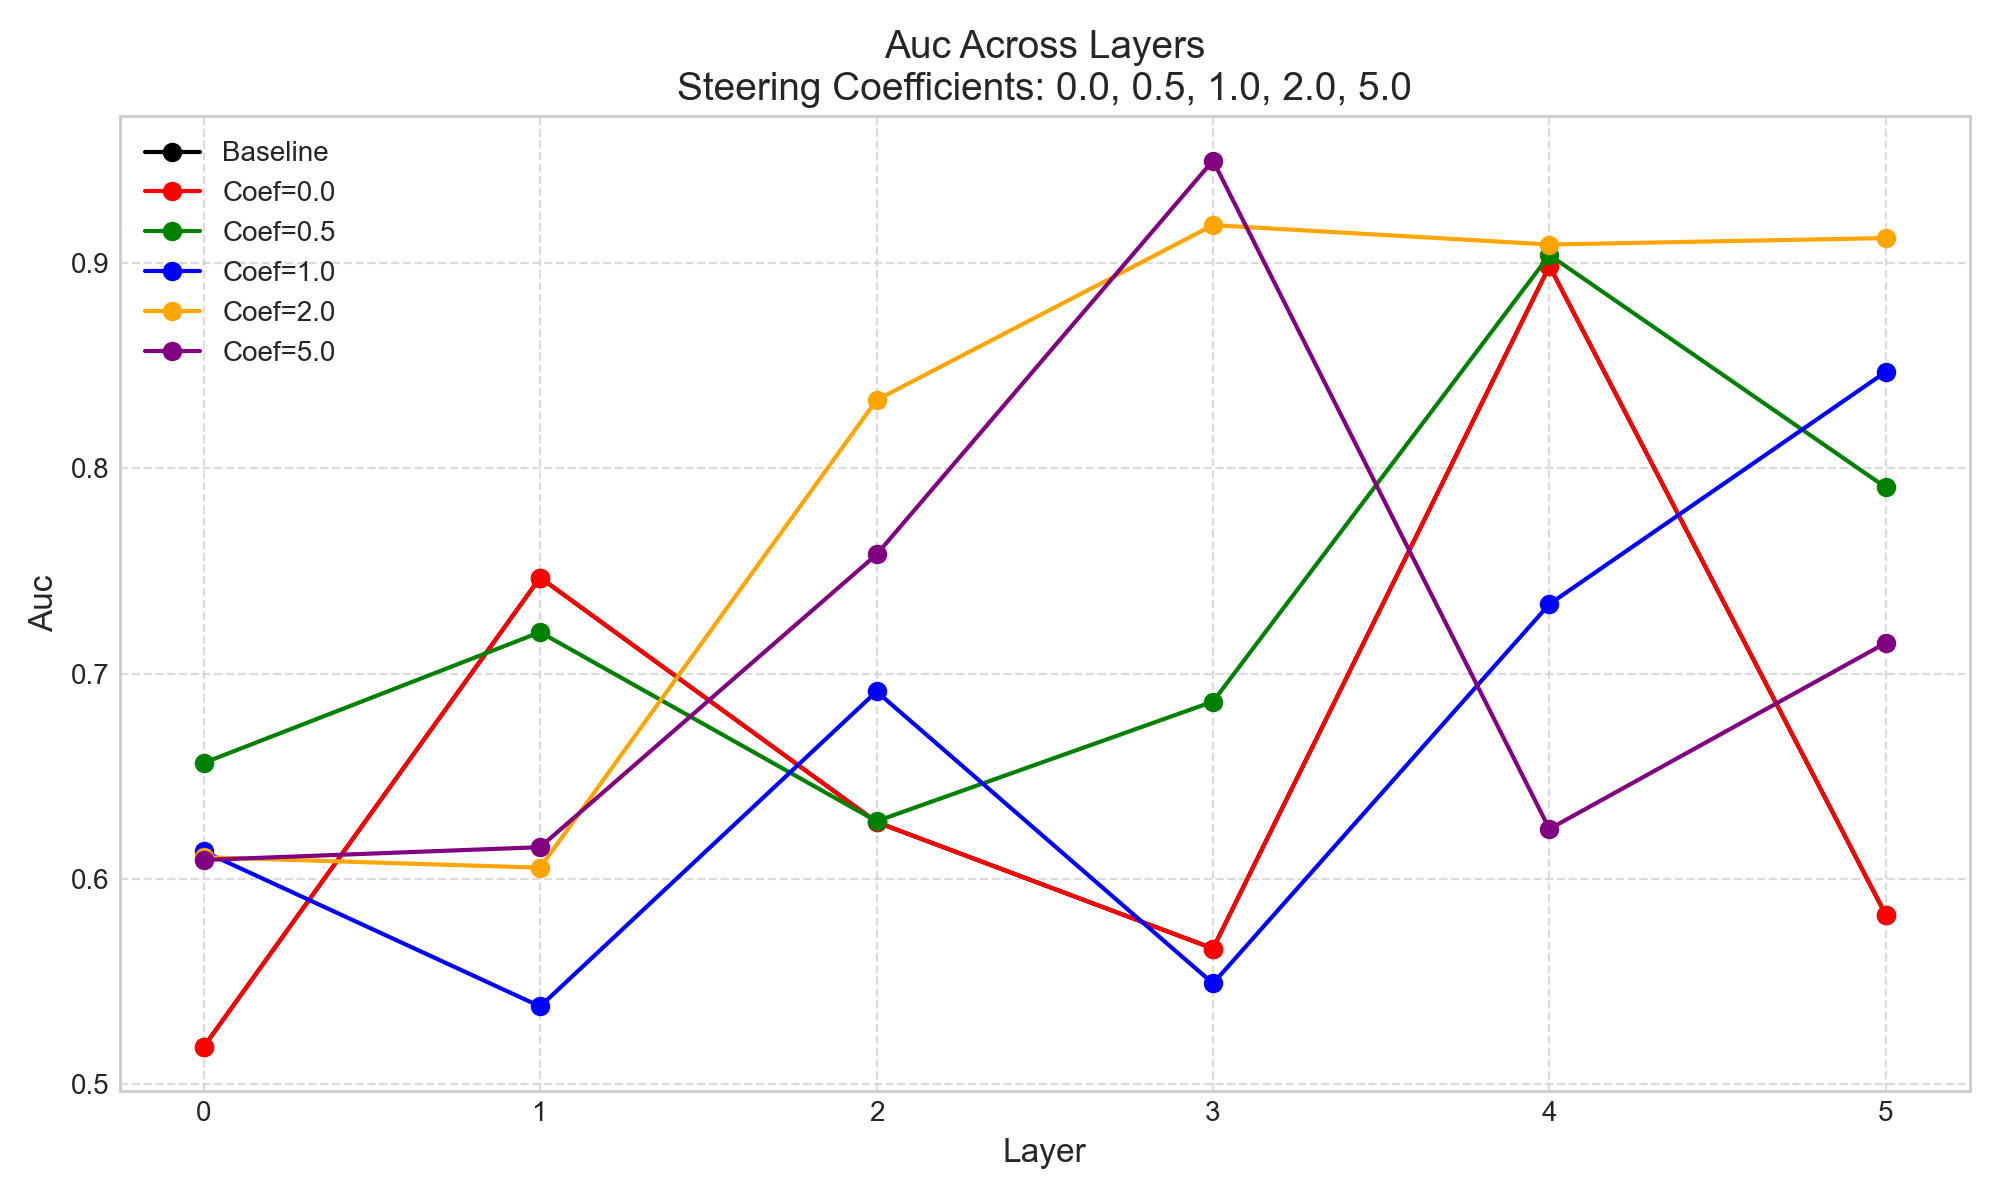 Auc Across Layers
Steering Coefficients: 0.0, 0.5, 1.0, 2.0, 5.0
Baseline
Coef=0.0
Coef=0.5
Coef=1.0
Coef=2.0
Coef=5.0
Auc
0.9
0.8
0.7
0.6
0.5
0 1 2 3 4 5
Layer